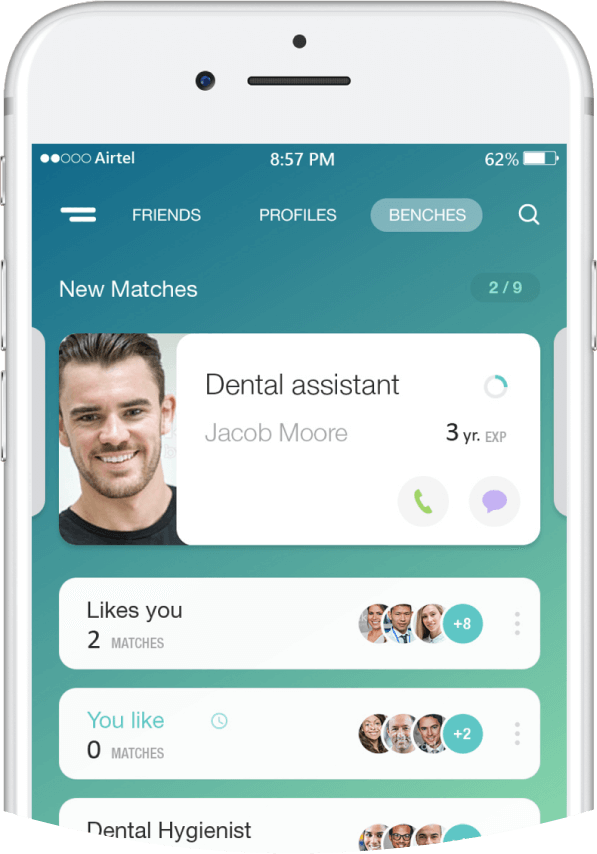 Airtel 8:57 PM 62%
FRIENDS PROFILES BENCHES
New Matches 2 / 9
Dental assistant
Jacob Moore 3 yr. EXP
Likes you
2 MATCHES +8
You like
0 MATCHES +2
Dental Hygienist